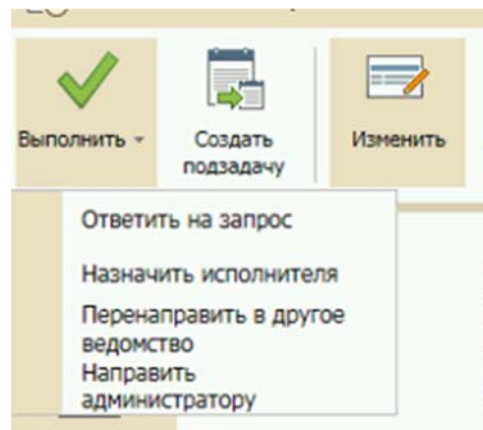 Выполнить
Создать
подзадачу
Изменить
Ответить на запрос
Назначить исполнителя
Перенаправить в другое
ведомство
Направить
администратору